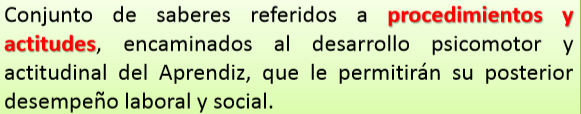 Conjunto de saberes referidos a procedimientos y
actitudes, encaminados al desarrollo psicomotor y
actitudinal del Aprendiz, que le permitirán su posterior
desempeño laboral y social.